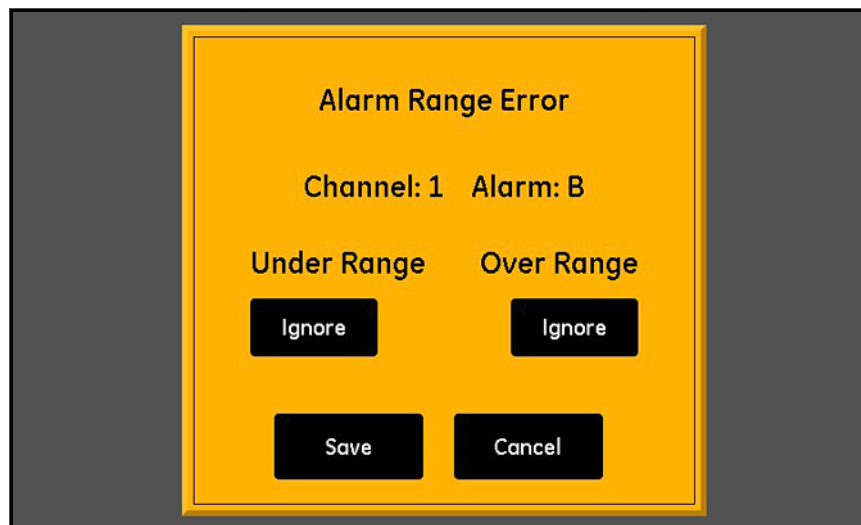 Alarm Range Error
Channel: 1 Alarm: B
Under Range Over Range
Ignore Ignore
Save Cancel